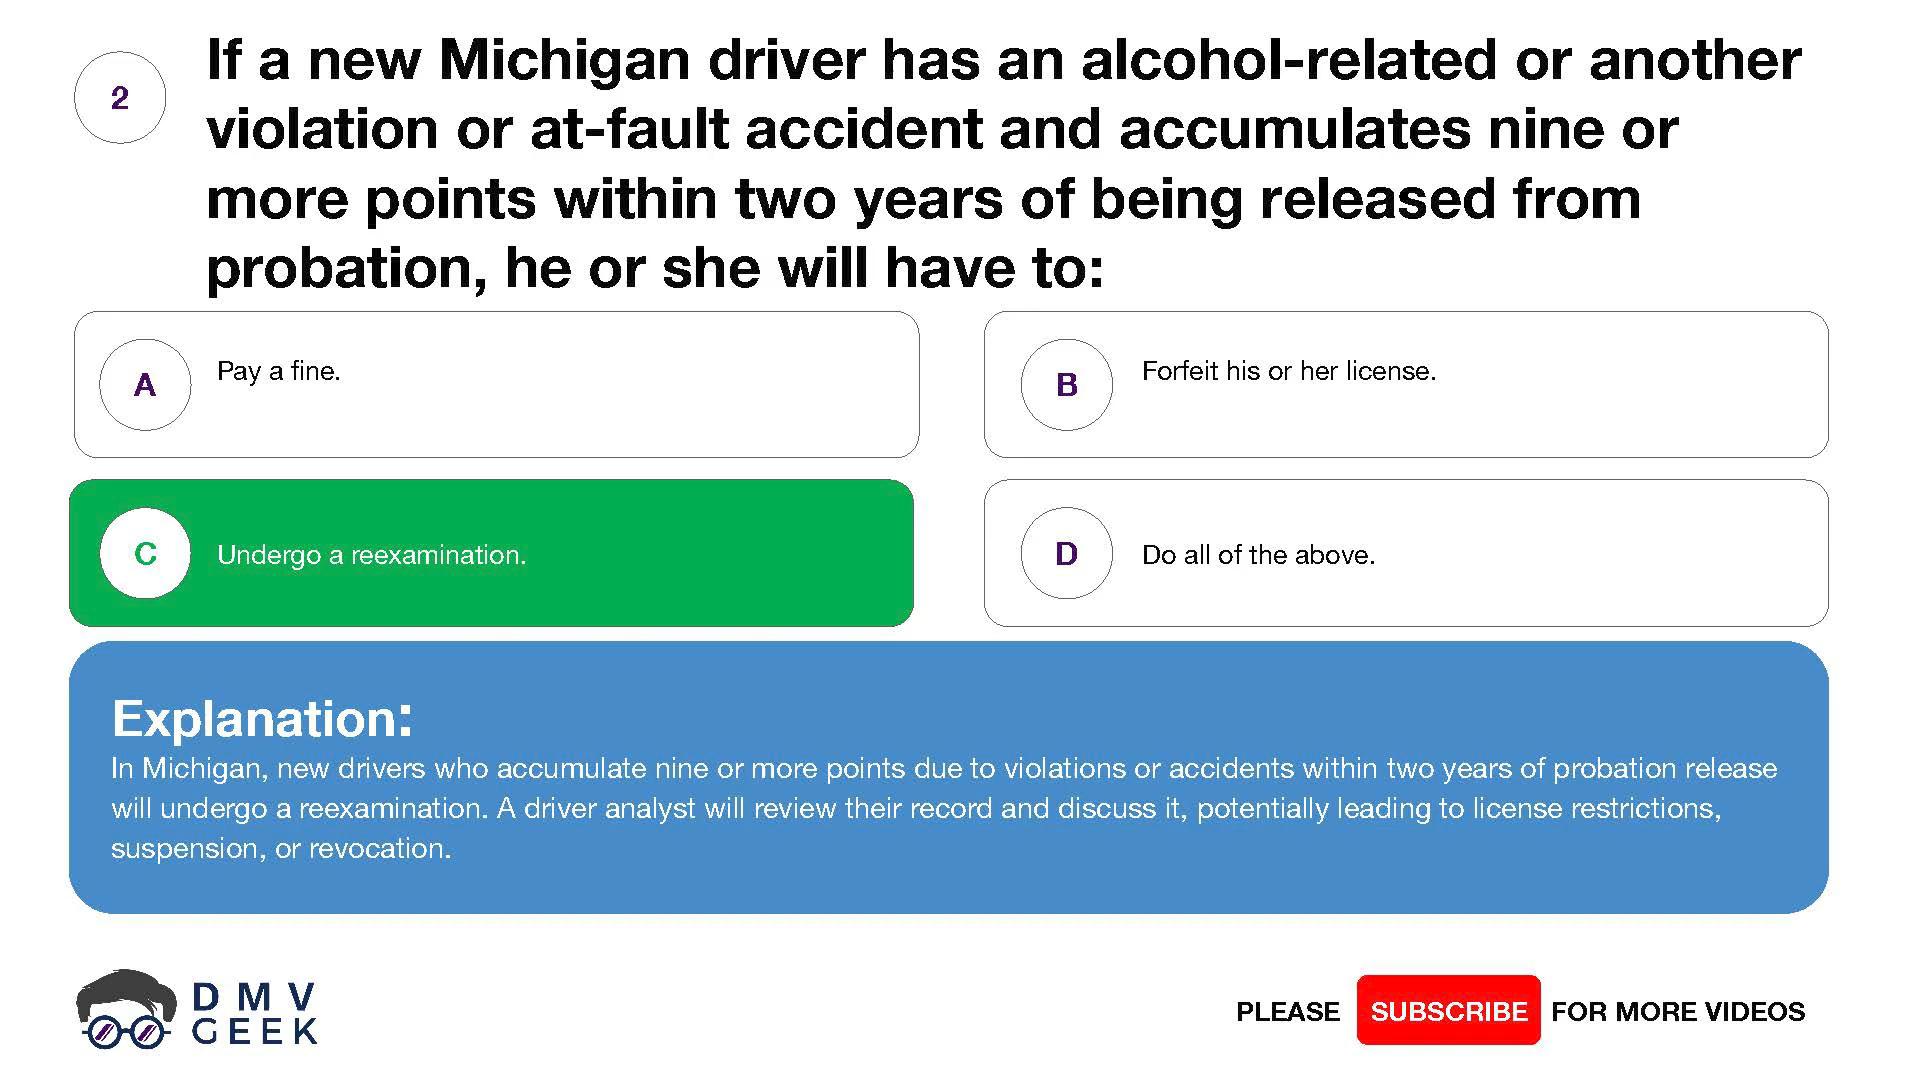 2
If a new Michigan driver has an alcohol-related or another
violation or at-fault accident and accumulates nine or
more points within two years of being released from
probation, he or she will have to:
A
Pay a fine.
B
Forfeit his or her license.
C
Undergo a reexamination.
D
Do all of the above.
Explanation:
In Michigan, new drivers who accumulate nine or more points due to violations or accidents within two years of probation release
will undergo a reexamination. A driver analyst will review their record and discuss it, potentially leading to license restrictions,
suspension, or revocation.
DMV
GEEK
PLEASE SUBSCRIBE FOR MORE VIDEOS